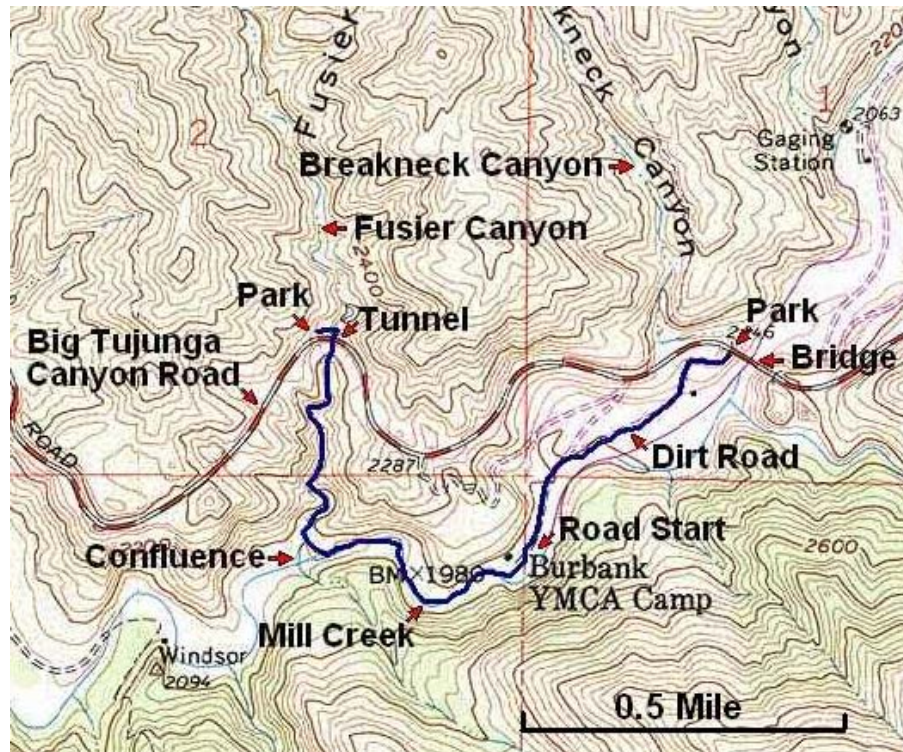 Fusier
kneck
Canyon
yon
2200
1
2
2063
Gaging
Station
Breakneck Canyon
Fusier Canyon
2400
Park
Tunnel
Park
Big Tujunga
Canyon Road
Bridge
ROAD
2287
Dirt Road
Confluence
Road Start
2600
BM×1980
Burbank
YMCA Camp
Mill Creek
Windsor
2094
0.5 Mile